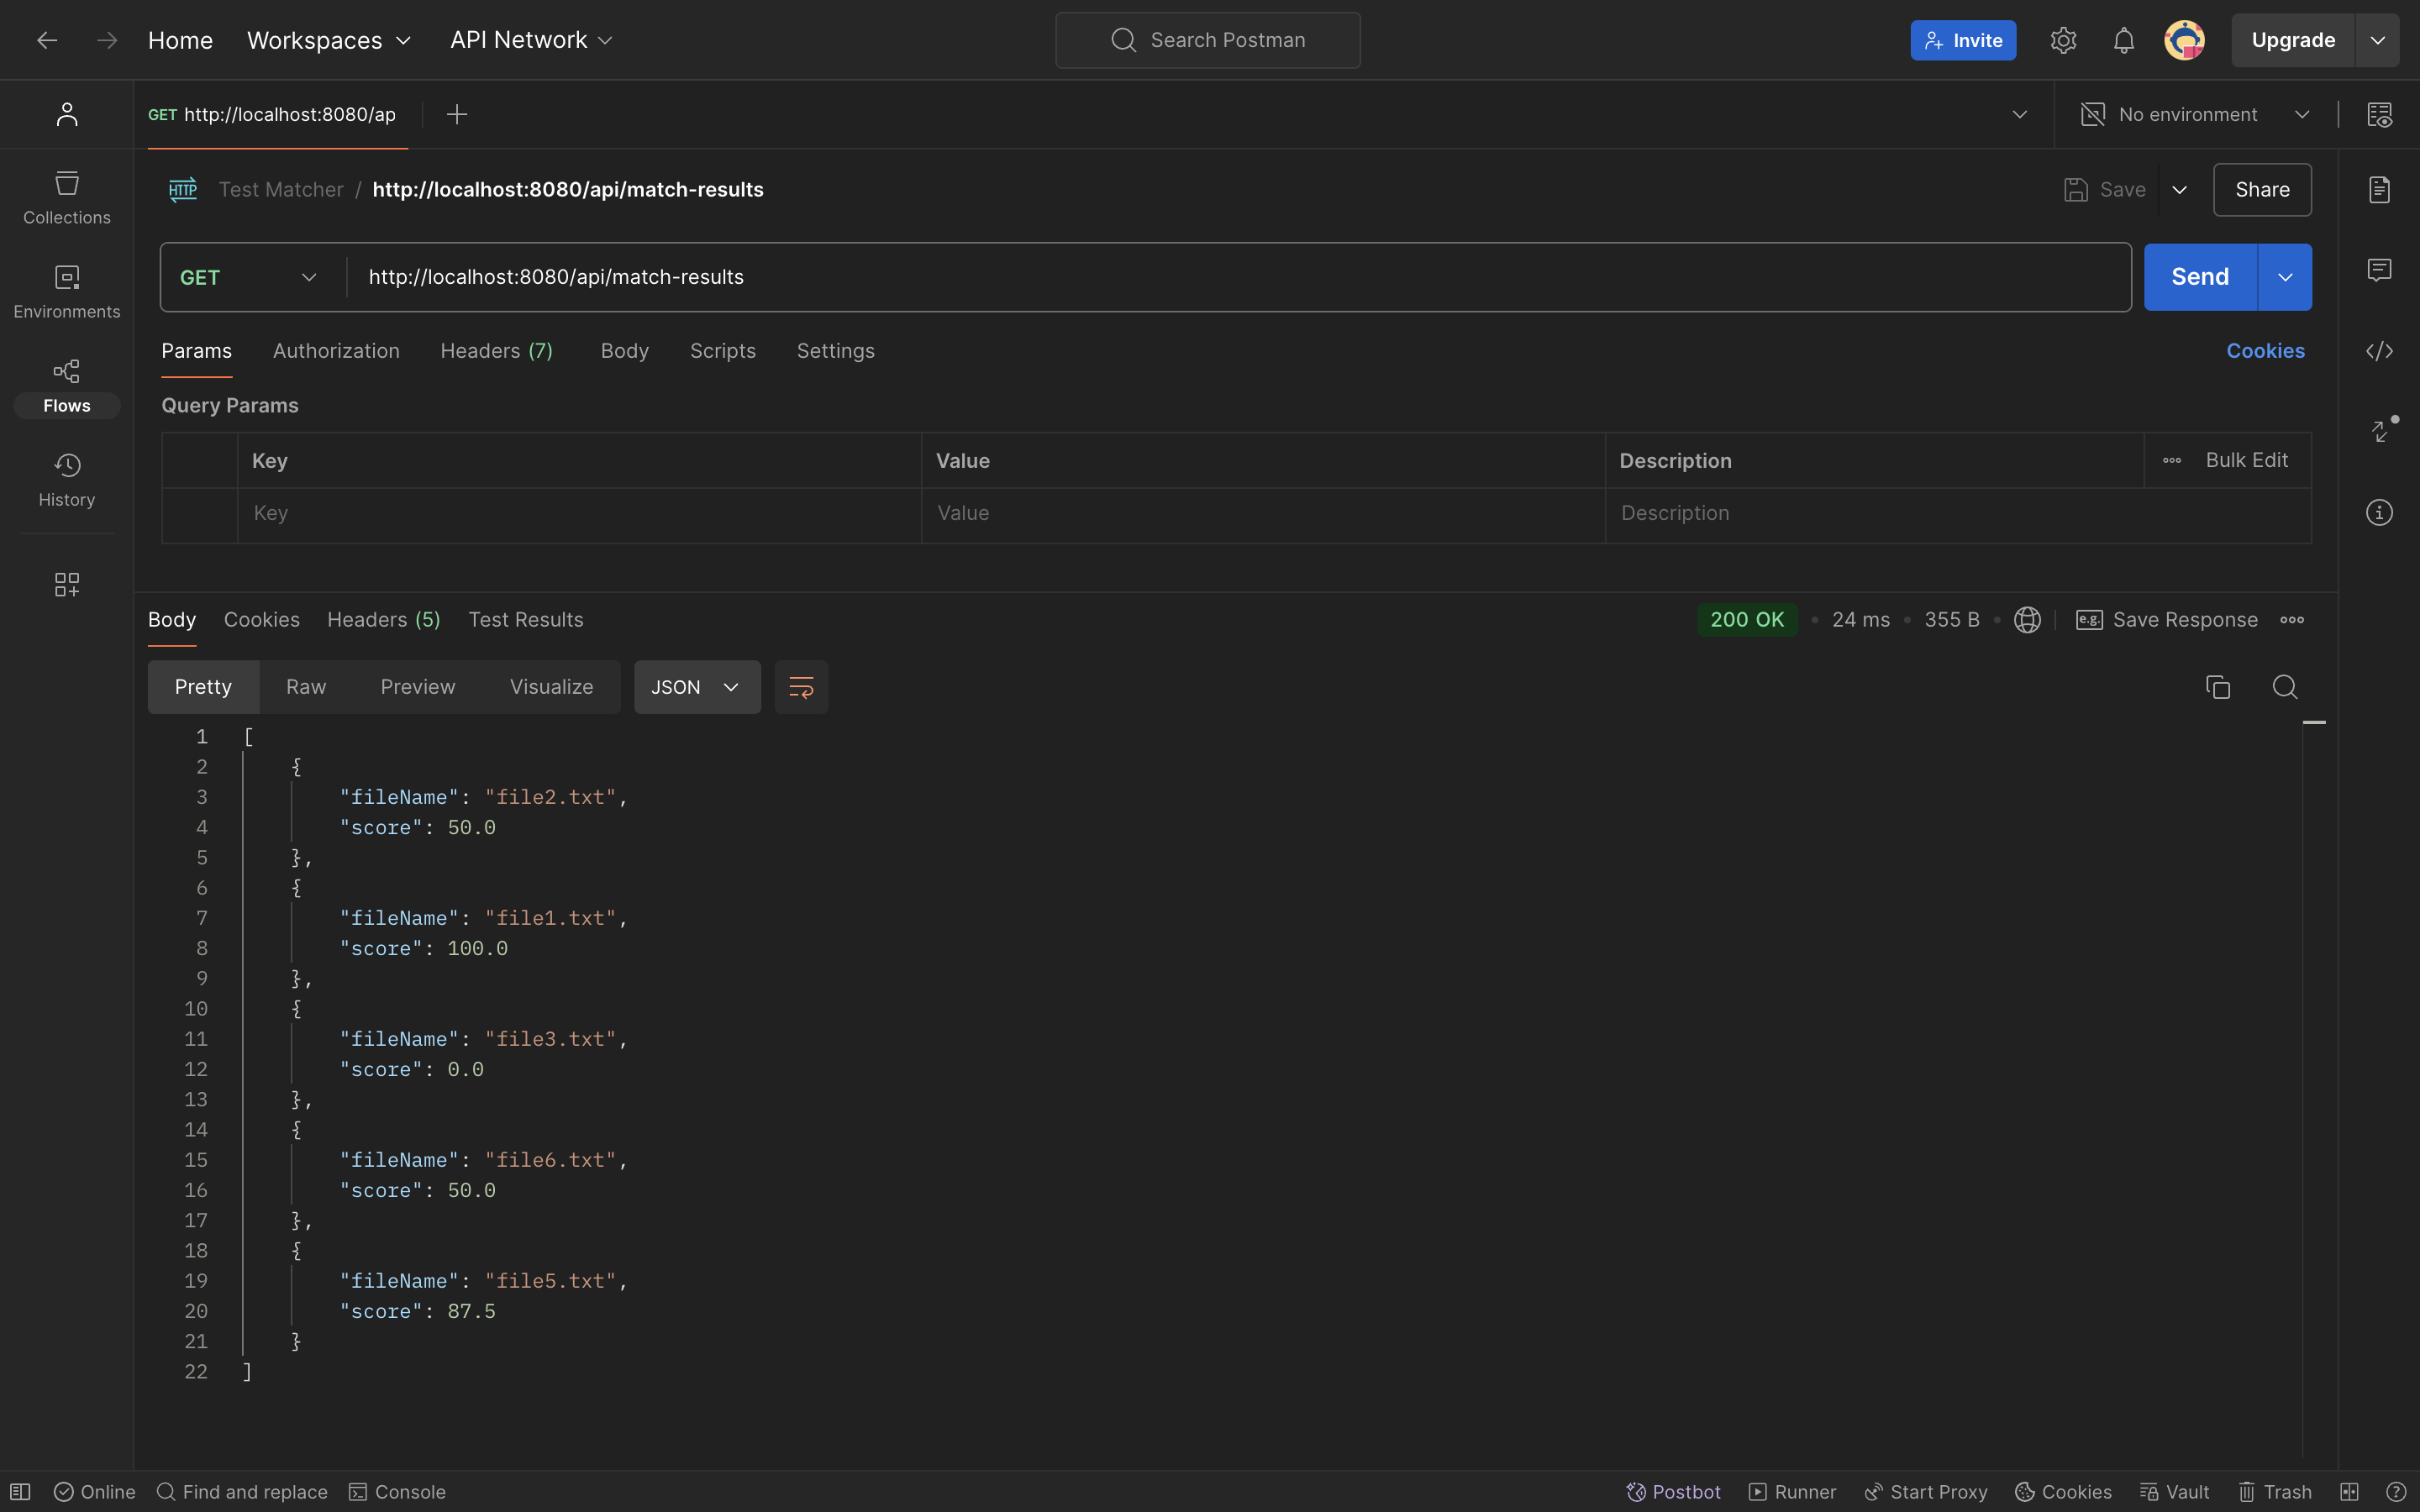 Home Workspaces API Network Search Postman Invite Upgrade
GET http://localhost:8080/ap No environment
HTTP Test Matcher / http://localhost:8080/api/match-results Save Share
GET http://localhost:8080/api/match-results Send
Params Authorization Headers (7) Body Scripts Settings Cookies
Query Params
Key Value Description Bulk Edit
Key Value Description
Collections
Environments
Flows
History
Body Cookies Headers (5) Test Results 200 OK 24 ms 355 B e.g. Save Response
Pretty Raw Preview Visualize JSON
1 [
2 {
3 "fileName": "file2.txt",
4 "score": 50.0
5 },
6 {
7 "fileName": "file1.txt",
8 "score": 100.0
9 },
10 {
11 "fileName": "file3.txt",
12 "score": 0.0
13 },
14 {
15 "fileName": "file6.txt",
16 "score": 50.0
17 },
18 {
19 "fileName": "file5.txt",
20 "score": 87.5
21 }
22 ]
Online Find and replace Console Postbot Runner Start Proxy Cookies Vault Trash